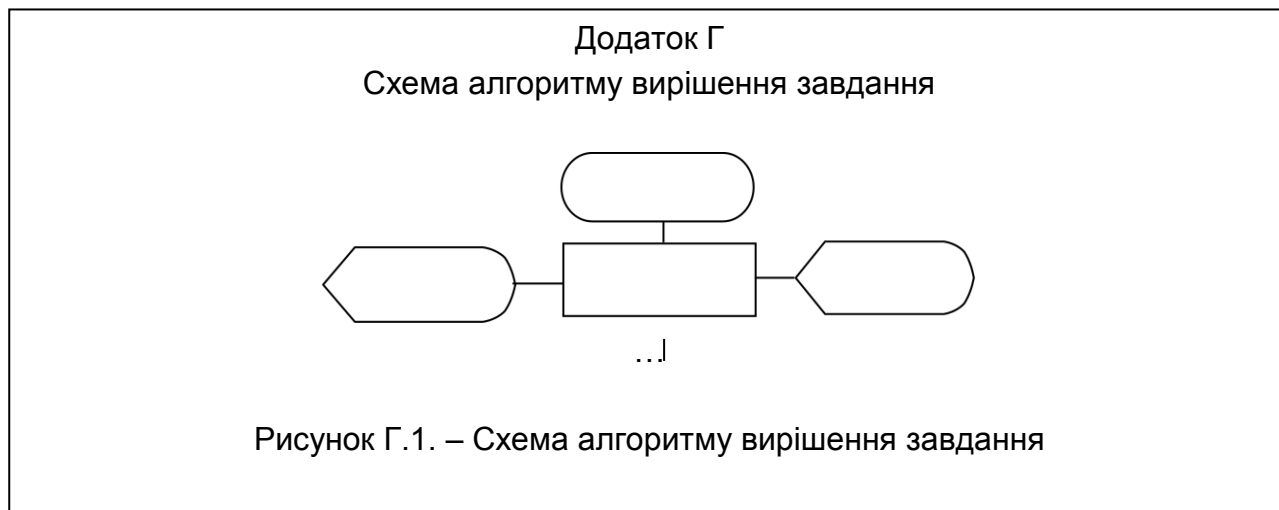 Додаток Г
Схема алгоритму вирішення завдання
...
Рисунок Г.1. – Схема алгоритму вирішення завдання